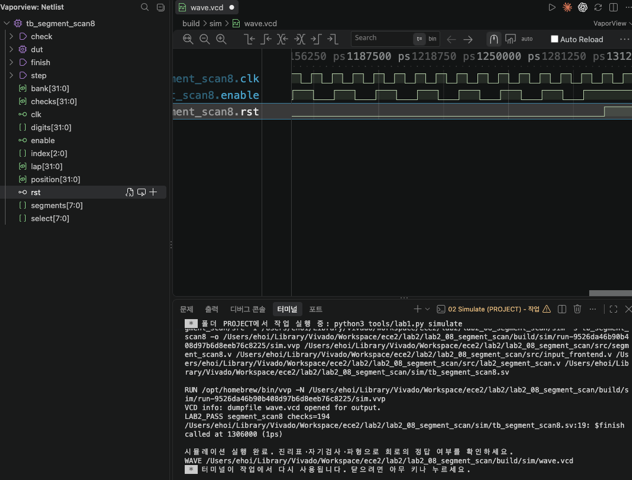 Vaporview: Netlist
wave.vcd
tb_segment_scan8
build > sim > wave.vcd
VaporView
check
dut
Search
Auto Reload
finish
156250 ps 1187500 ps 1218750 ps 1250000 ps 1281250 ps 1312
step
bank[31:0]
ment_scan8.clk
checks[31:0]
t_scan8.enable
clk
ment_scan8.rst
digits[31:0]
enable
index[2:0]
lap[31:0]
position[31:0]
rst
segments[7:0]
select[7:0]
문제 출력 디버그 콘솔 터미널 포트
02 Simulate (PROJECT) - 작업
* 폴더 PROJECT에서 작업 실행 중: python3 tools/lab1.py simulate
scan8 -o /Users/ehoi/Library/Vivado/Workspace/ece2/lab2/lab2_08_segment_scan/build/sim/run-9526da46b90b4
08d97b6d8eeb76c8225/sim.vvp /Users/ehoi/Library/Vivado/Workspace/ece2/lab2/lab2_08_segment_scan/src/segm
ent_scan8.v /Users/ehoi/Library/Vivado/Workspace/ece2/lab2/lab2_08_segment_scan/src/input_frontend.v /Us
ers/ehoi/Library/Vivado/Workspace/ece2/lab2/lab2_08_segment_scan/src/lab2_segment_scan.v /Users/ehoi/Lib
rary/Vivado/Workspace/ece2/lab2/lab2_08_segment_scan/sim/tb_segment_scan8.sv
RUN /opt/homebrew/bin/vvp -N /Users/ehoi/Library/Vivado/Workspace/ece2/lab2/lab2_08_segment_scan/build/s
im/run-9526da46b90b408d97b6d8eeb76c8225/sim.vvp
VCD info: dumpfile wave.vcd opened for output.
LAB2_PASS segment_scan8 checks=194
/Users/ehoi/Library/Vivado/Workspace/ece2/lab2/lab2_08_segment_scan/sim/tb_segment_scan8.sv:19: $finish
called at 1306000 (1ps)
시뮬레이션 실행 완료. 진리표·자기검사·파형으로 회로의 정답 여부를 확인하세요.
WAVE /Users/ehoi/Library/Vivado/Workspace/ece2/lab2/lab2_08_segment_scan/build/sim/wave.vcd
* 터미널이 작업에서 다시 사용됩니다. 닫으려면 아무 키나 누르세요.